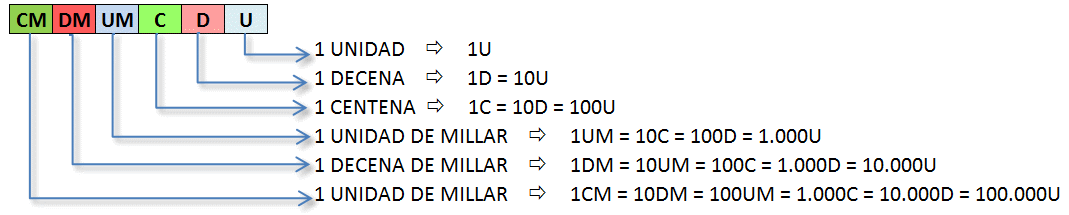 CM DM UM C D U
1 UNIDAD ⇨ 1U
1 DECENA ⇨ 1D = 10U
1 CENTENA ⇨ 1C = 10D = 100U
1 UNIDAD DE MILLAR ⇨ 1UM = 10C = 100D = 1.000U
1 DECENA DE MILLAR ⇨ 1DM = 10UM = 100C = 1.000D = 10.000U
1 UNIDAD DE MILLAR ⇨ 1CM = 10DM = 100UM = 1.000C = 10.000D = 100.000U